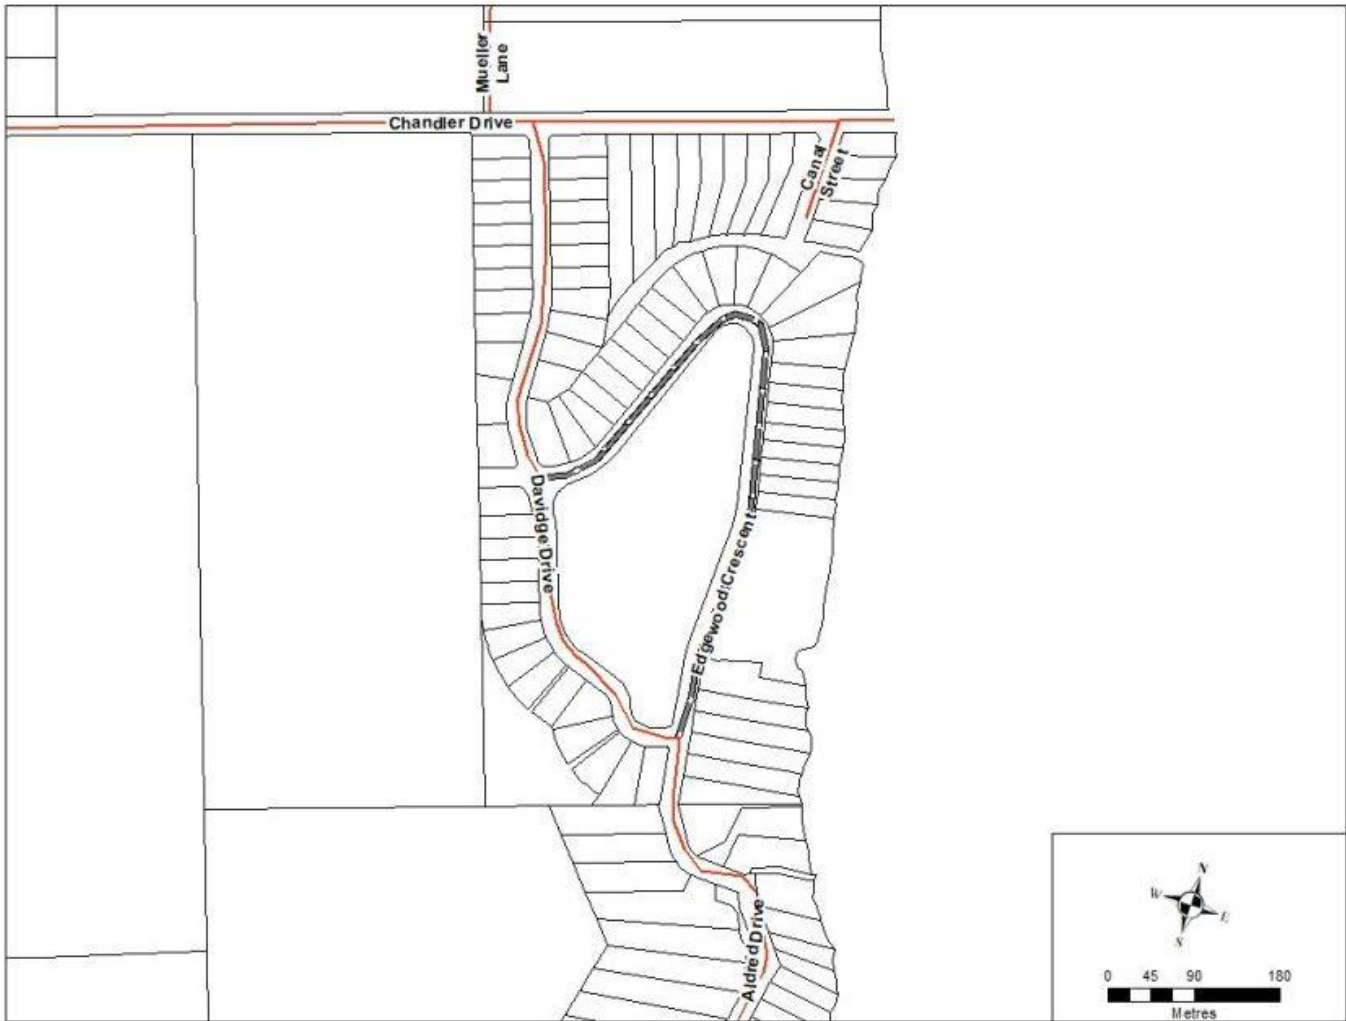 Mueller
Lane
Chandler Drive
Canal
Street
Davidge Drive
Edgewood Crescent
Aldred Drive
N
W
E
S
0 45 90 180
Metres